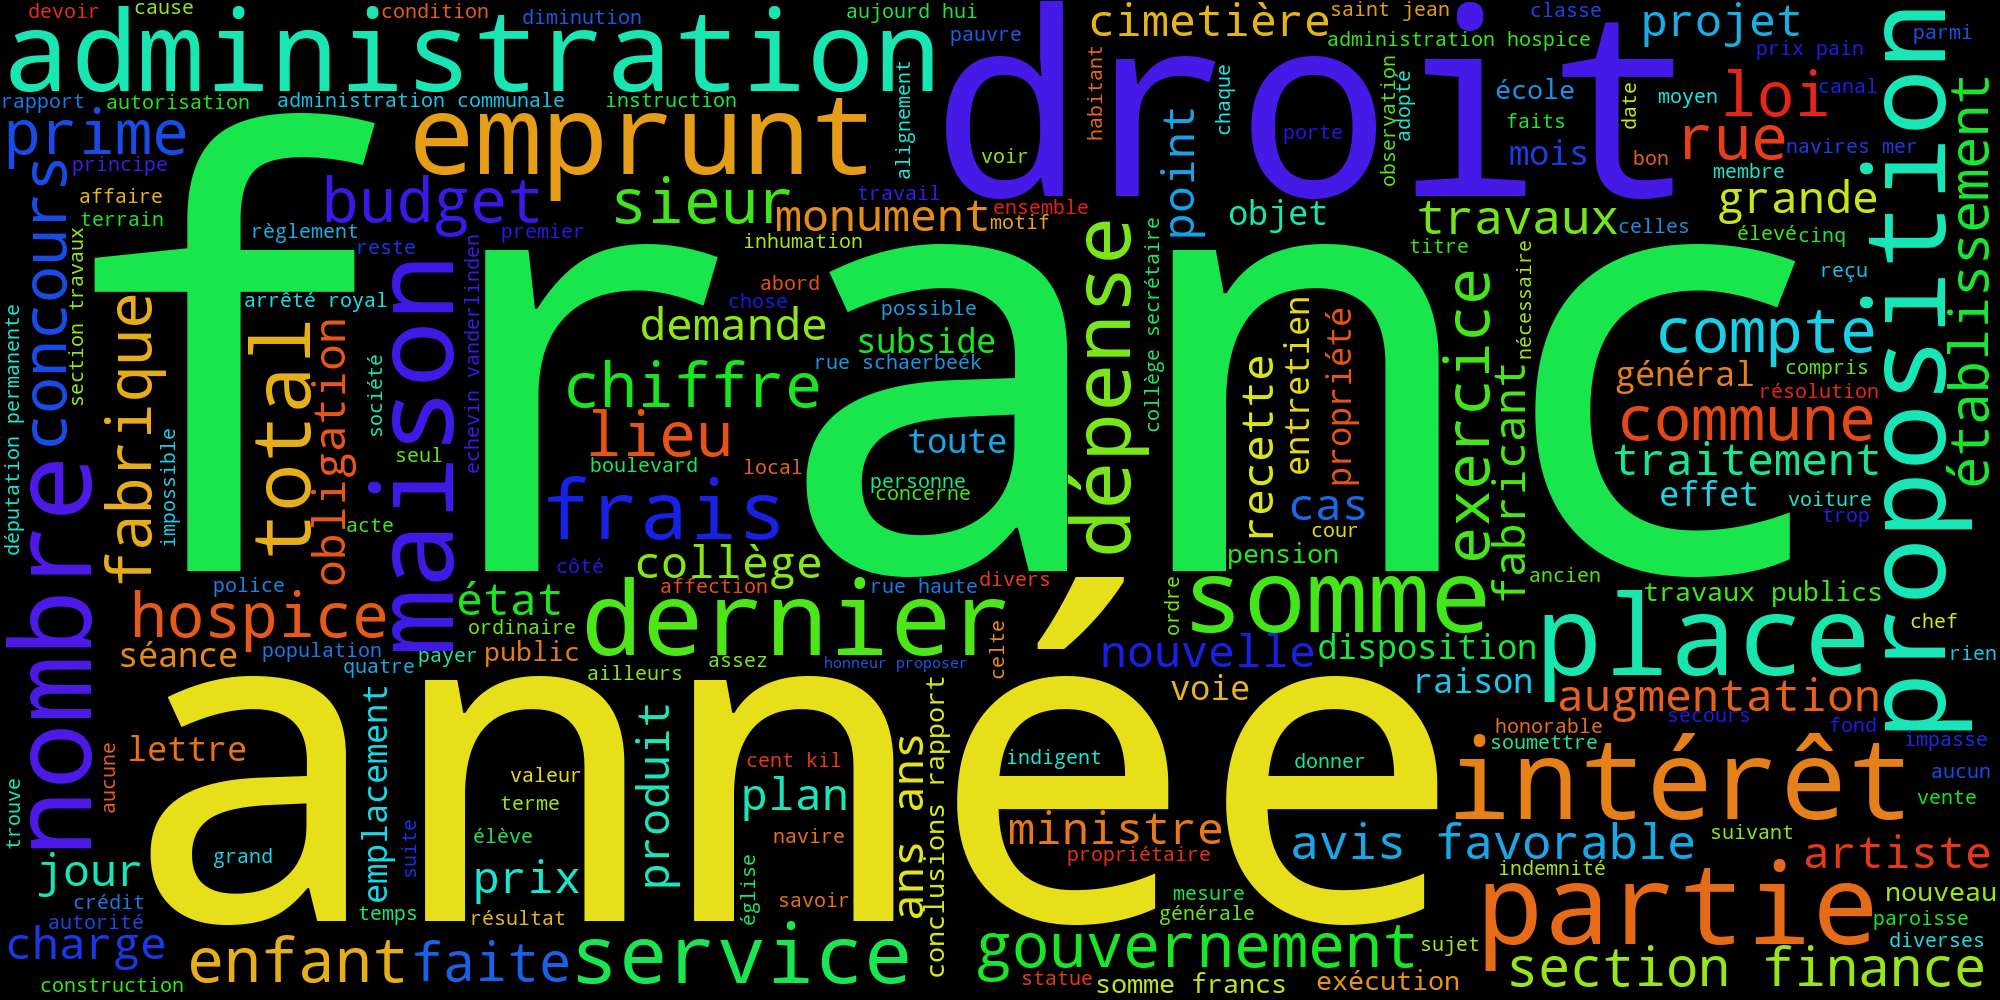 devoir
cause
condition
diminution
aujourd hui
cimetière
saint jean
classe
projet
parmi
administration
pauvre
droit
administration hospice
prix pain
rapport
autorisation
administration communale
instruction
alignement
habitant
chaque
observation
adopte
école
date
moyen
loi
canal
prime
emprunt
voir
point
porte
faits
mois
bon
rue
navires mer
membre
principe
concours
affaire
terrain
budget
sieur
travail
monument
ensemble
motif
objet
travaux
celles
grande
élevé
cinq
proposition
établissement
règlement
reste
premier
inhumation
titre
nécessaire
reçu
franc
section travaux
députation permanente
arrêté royal
echevin vanderlinden
abord
chose
possible
dépense
collège secrétaire
fabrique
total
obligation
société
maison
demande
subside
rue schaerbeék
chiffre
recette
entretien
propriété
exercice
fabricant
compte
général
compris
résolution
commune
lieu
toute
seul
boulevard
local
personne
concerne
traitement
effet
voiture
trop
impossible
acte
frais
cas
cour
côté
collège
pension
nombre
police
affection
rue haute
divers
ordre
somme
ancien
travaux publics
hospice
état
ordinaire
dernier
place
chef
séance
population
quatre
payer
public
ailleurs
assez
honneur proposer
celte
nouvelle
disposition
rien
voie
raison
augmentation
année
lettre
aucune
emplacement
produit
conclusions rapport
ans ans
honorable
secours
fond
soumettre
impasse
intérêt
trouve
valeur
cent kil
indigent
donner
aucun
vente
terme
plan
suite
élève
navire
ministre
propriétaire
avis favorable
suivant
artiste
jour
grand
prix
église
savoir
mesure
indemnité
partie
nouveau
crédit
autorité
temps
résultat
générale
paroisse
charge
enfant
faite
service
gouvernement
sujet
diverses
section finance
construction
statue
somme francs
exécution